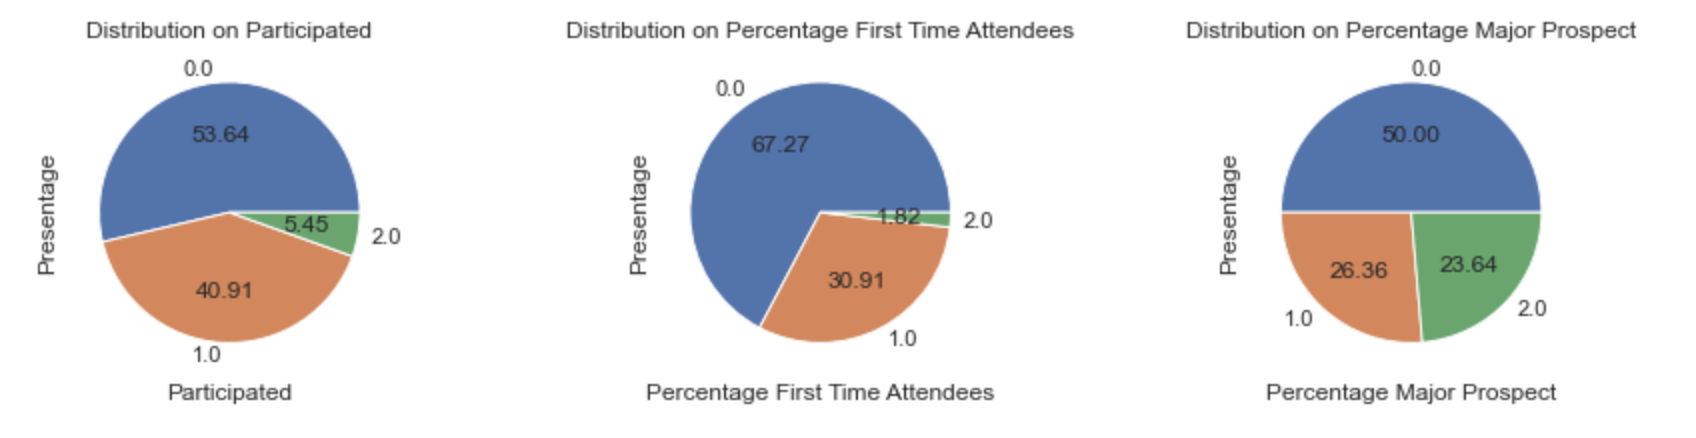 Distribution on Participated
0.0
53.64
5.45
2.0
40.91
1.0
Presentage
Participated
Distribution on Percentage First Time Attendees
0.0
67.27
1.82
2.0
30.91
1.0
Presentage
Percentage First Time Attendees
Distribution on Percentage Major Prospect
0.0
50.00
26.36
23.64
1.0
2.0
Presentage
Percentage Major Prospect